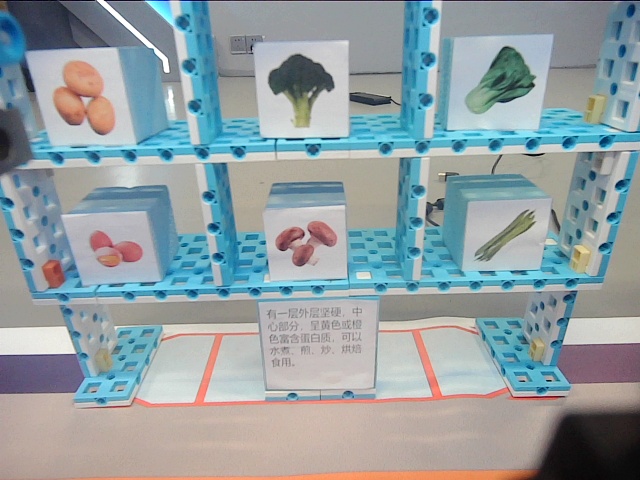 有一层外层坚硬，中
心部分，呈黄色或橙
色富含蛋白质，可以
水煮、煎、炒、烘焙
食用。